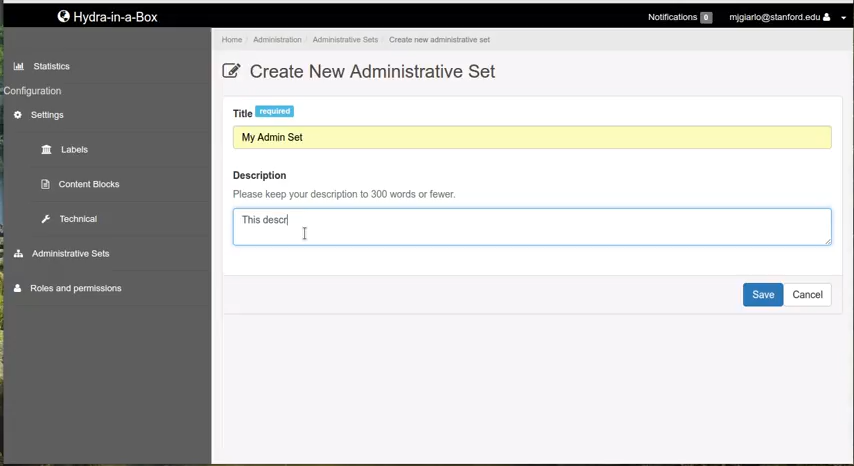 Hydra-in-a-Box
Notifications 0 mjgiarlo@stanford.edu
Home / Administration / Administrative Sets / Create new administrative set
Statistics
Configuration
Settings
Labels
Content Blocks
Technical
Administrative Sets
Roles and permissions
Create New Administrative Set
Title required
My Admin Set
Description
Please keep your description to 300 words or fewer.
This descr
Save Cancel